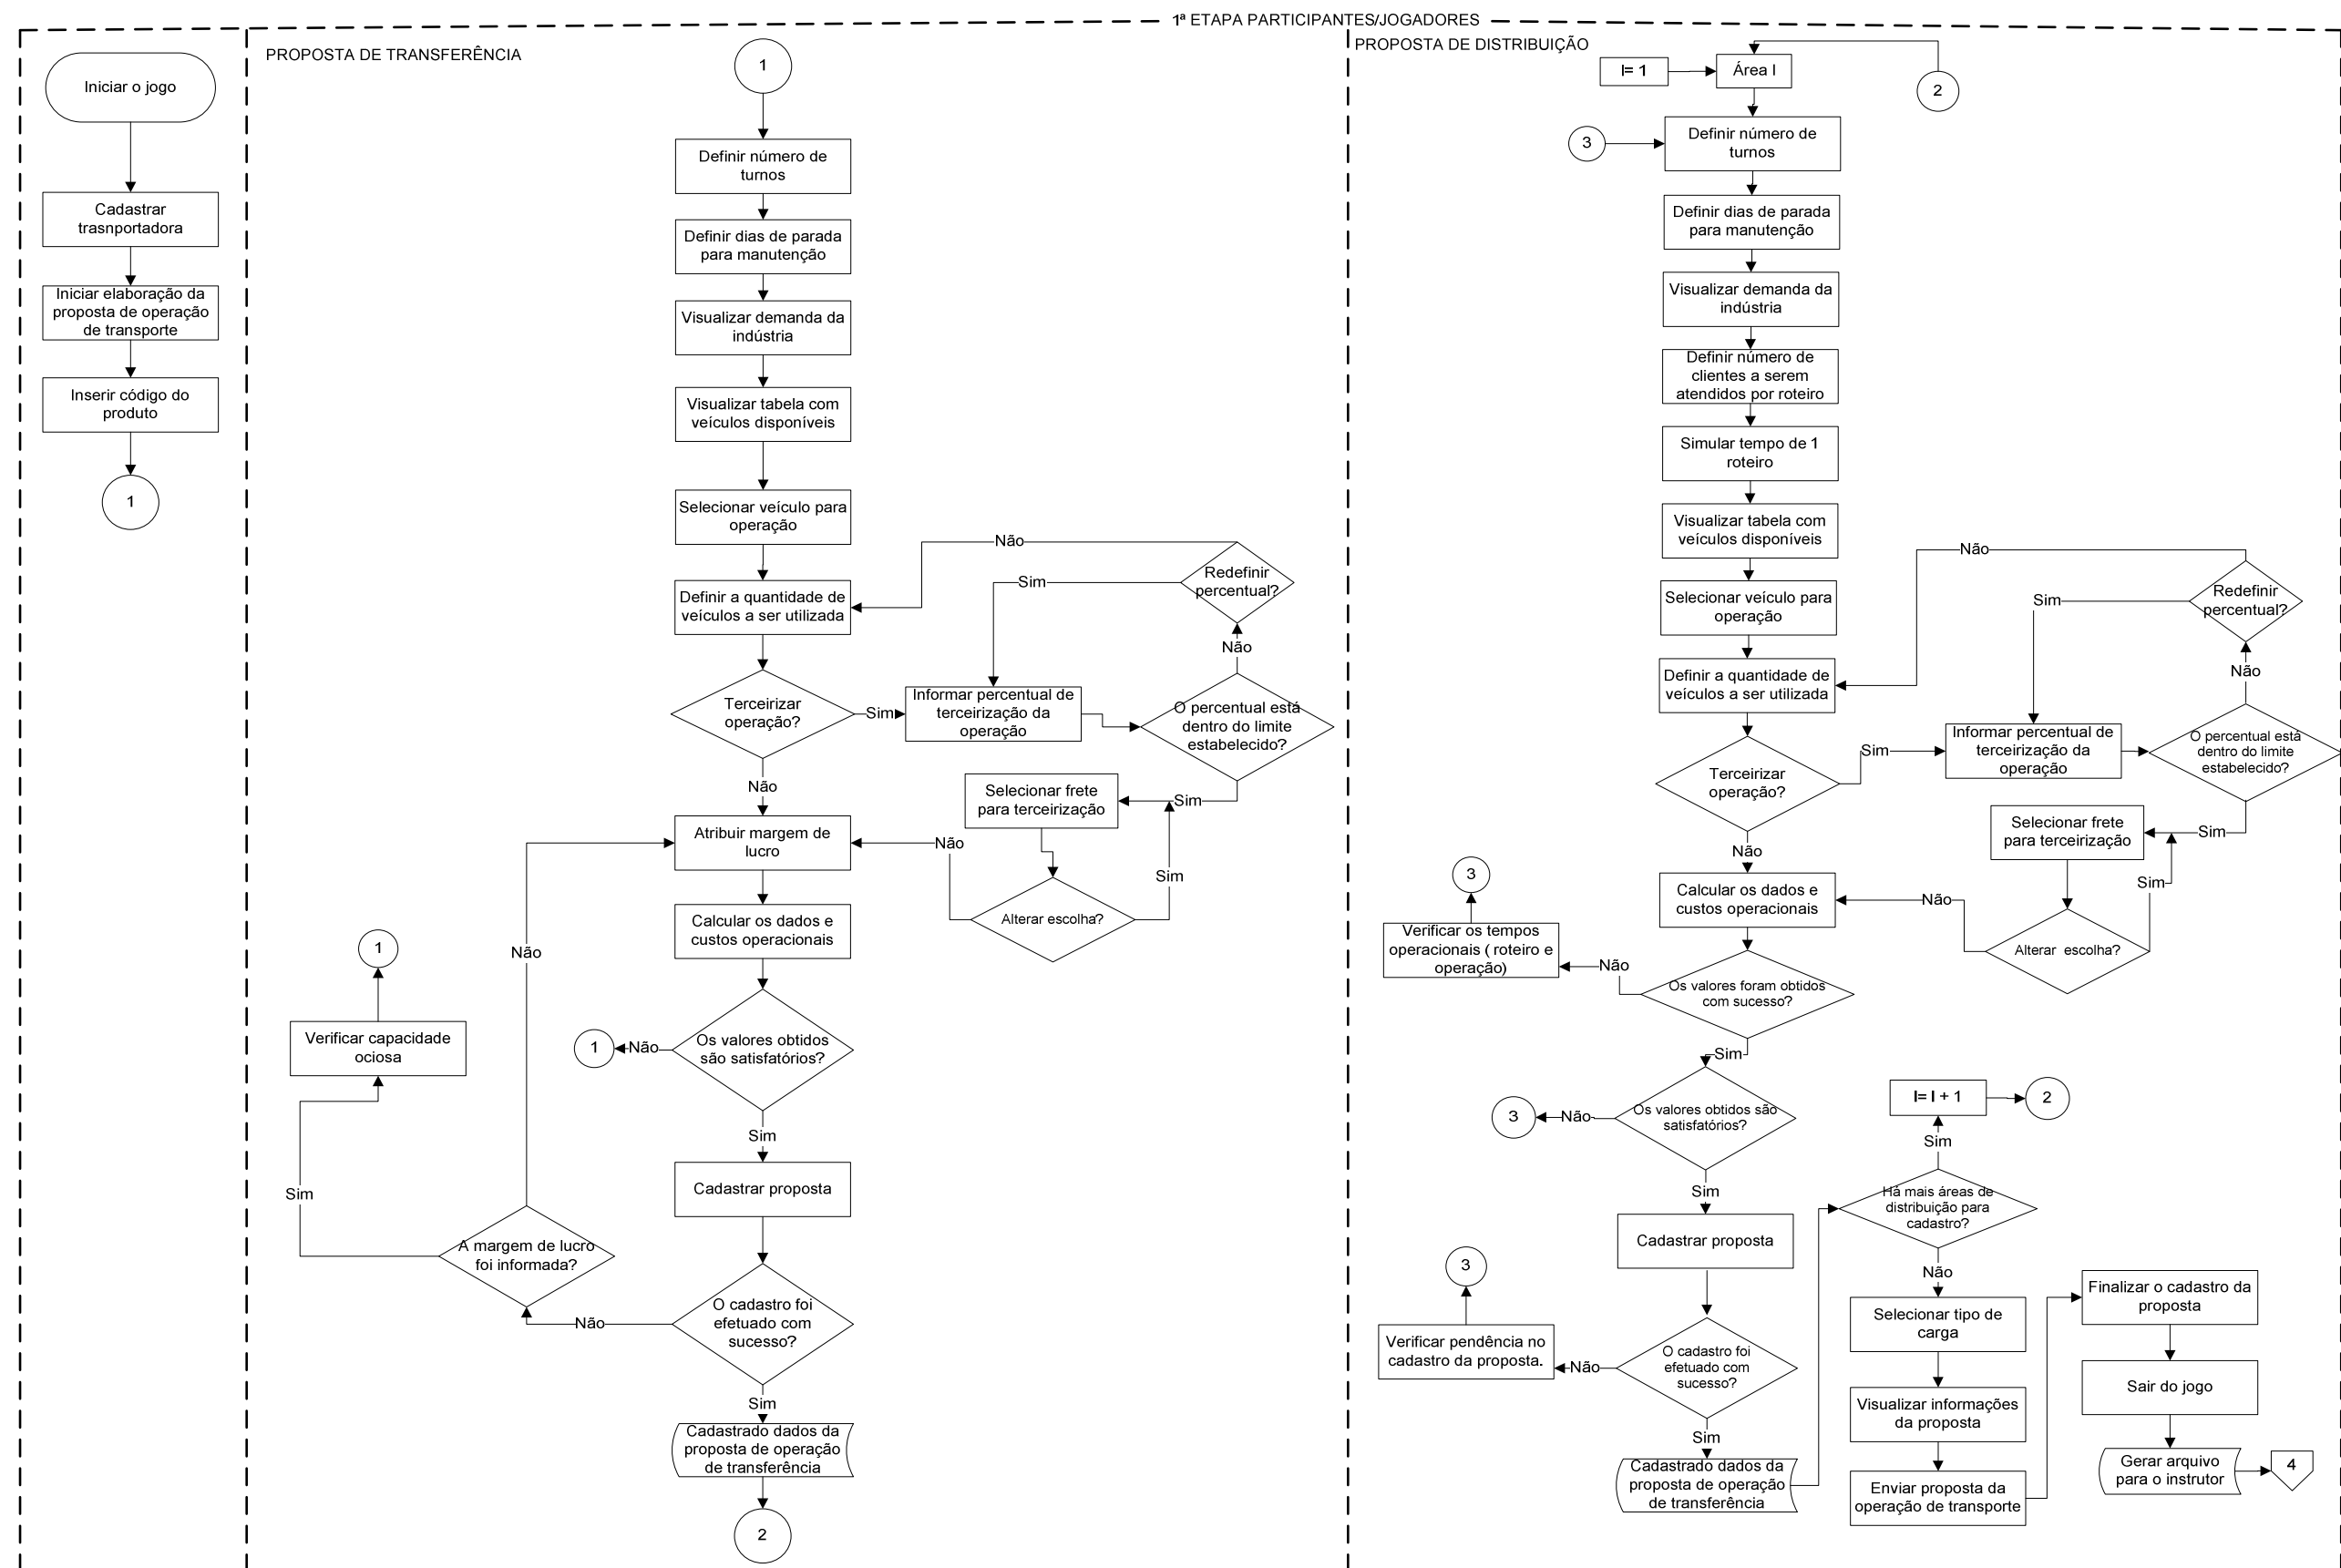 1ª ETAPA PARTICIPANTES/JOGADORES
Iniciar o jogo
Cadastrar
trasnportadora
Iniciar elaboração da
proposta de operação
de transporte
Inserir código do
produto
1
PROPOSTA DE TRANSFERÊNCIA
1
Definir número de
turnos
Definir dias de parada
para manutenção
Visualizar demanda da
indústria
Visualizar tabela com
veículos disponíveis
Selecionar veículo para
operação
Definir a quantidade de
veículos a ser utilizada
Não
Sim
Redefinir
percentual?
Não
Terceirizar
operação?
Sim
Informar percentual de
terceirização da
operação
O percentual está
dentro do limite
estabelecido?
Não
Selecionar frete
para terceirização
Sim
Atribuir margem de
lucro
Não
Sim
Alterar escolha?
Calcular os dados e
custos operacionais
Não
1
Verificar capacidade
ociosa
1
Não
Os valores obtidos
são satisfatórios?
Sim
Cadastrar proposta
Sim
A margem de lucro
foi informada?
Não
O cadastro foi
efetuado com
sucesso?
Sim
Cadastrado dados da
proposta de operação
de transferência
2
PROPOSTA DE DISTRIBUIÇÃO
I= 1
Área I
2
3
Definir número de
turnos
Definir dias de parada
para manutenção
Visualizar demanda da
indústria
Definir número de
clientes a serem
atendidos por roteiro
Simular tempo de 1
roteiro
Visualizar tabela com
veículos disponíveis
Selecionar veículo para
operação
Definir a quantidade de
veículos a ser utilizada
Não
Sim
Redefinir
percentual?
Não
Terceirizar
operação?
Sim
Informar percentual de
terceirização da
operação
O percentual está
dentro do limite
estabelecido?
Não
Selecionar frete
para terceirização
Sim
Sim
Alterar  escolha?
Não
Calcular os dados e
custos operacionais
3
Verificar os tempos
operacionais ( roteiro e
operação)
Não
Os valores foram obtidos
com sucesso?
Sim
3
Não
Os valores obtidos são
satisfatórios?
Sim
Cadastrar proposta
3
Verificar pendência no
cadastro da proposta.
Não
O cadastro foi
efetuado com
sucesso?
Sim
Cadastrado dados da
proposta de operação
de transferência
I= I + 1
2
Sim
Há mais áreas de
distribuição para
cadastro?
Não
Selecionar tipo de
carga
Visualizar informações
da proposta
Enviar proposta da
operação de transporte
Finalizar o cadastro da
proposta
Sair do jogo
Gerar arquivo
para o instrutor
4